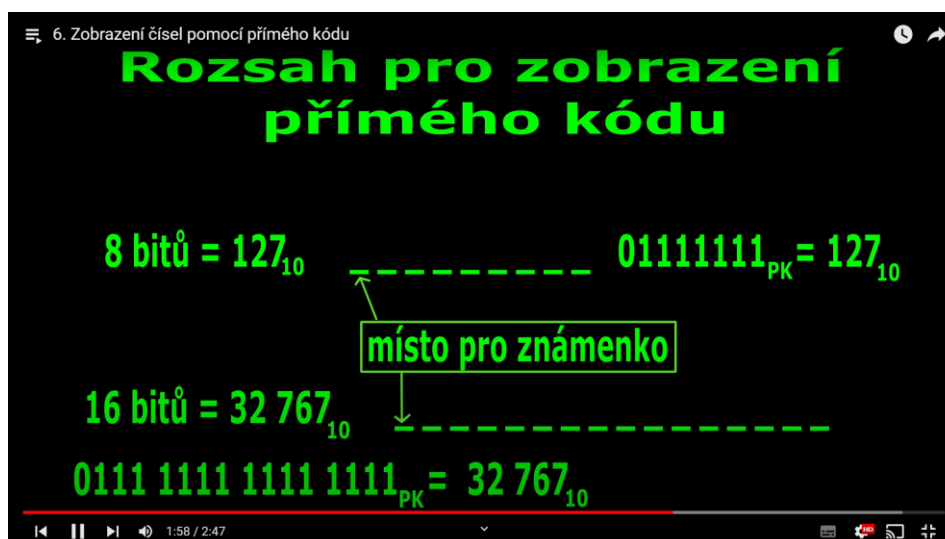 6. Zobrazení čísel pomocí přímého kódu
Rozsah pro zobrazení
přímého kódu
8 bitů = 127₁₀ _ _ _ _ _ _ _ _ 01111111PK = 127₁₀
místo pro znaménko
16 bitů = 32 767₁₀ _ _ _ _ _ _ _ _ _ _ _ _ _ _ _ _
0111 1111 1111 1111PK = 32 767₁₀
1:58 / 2:47
HD